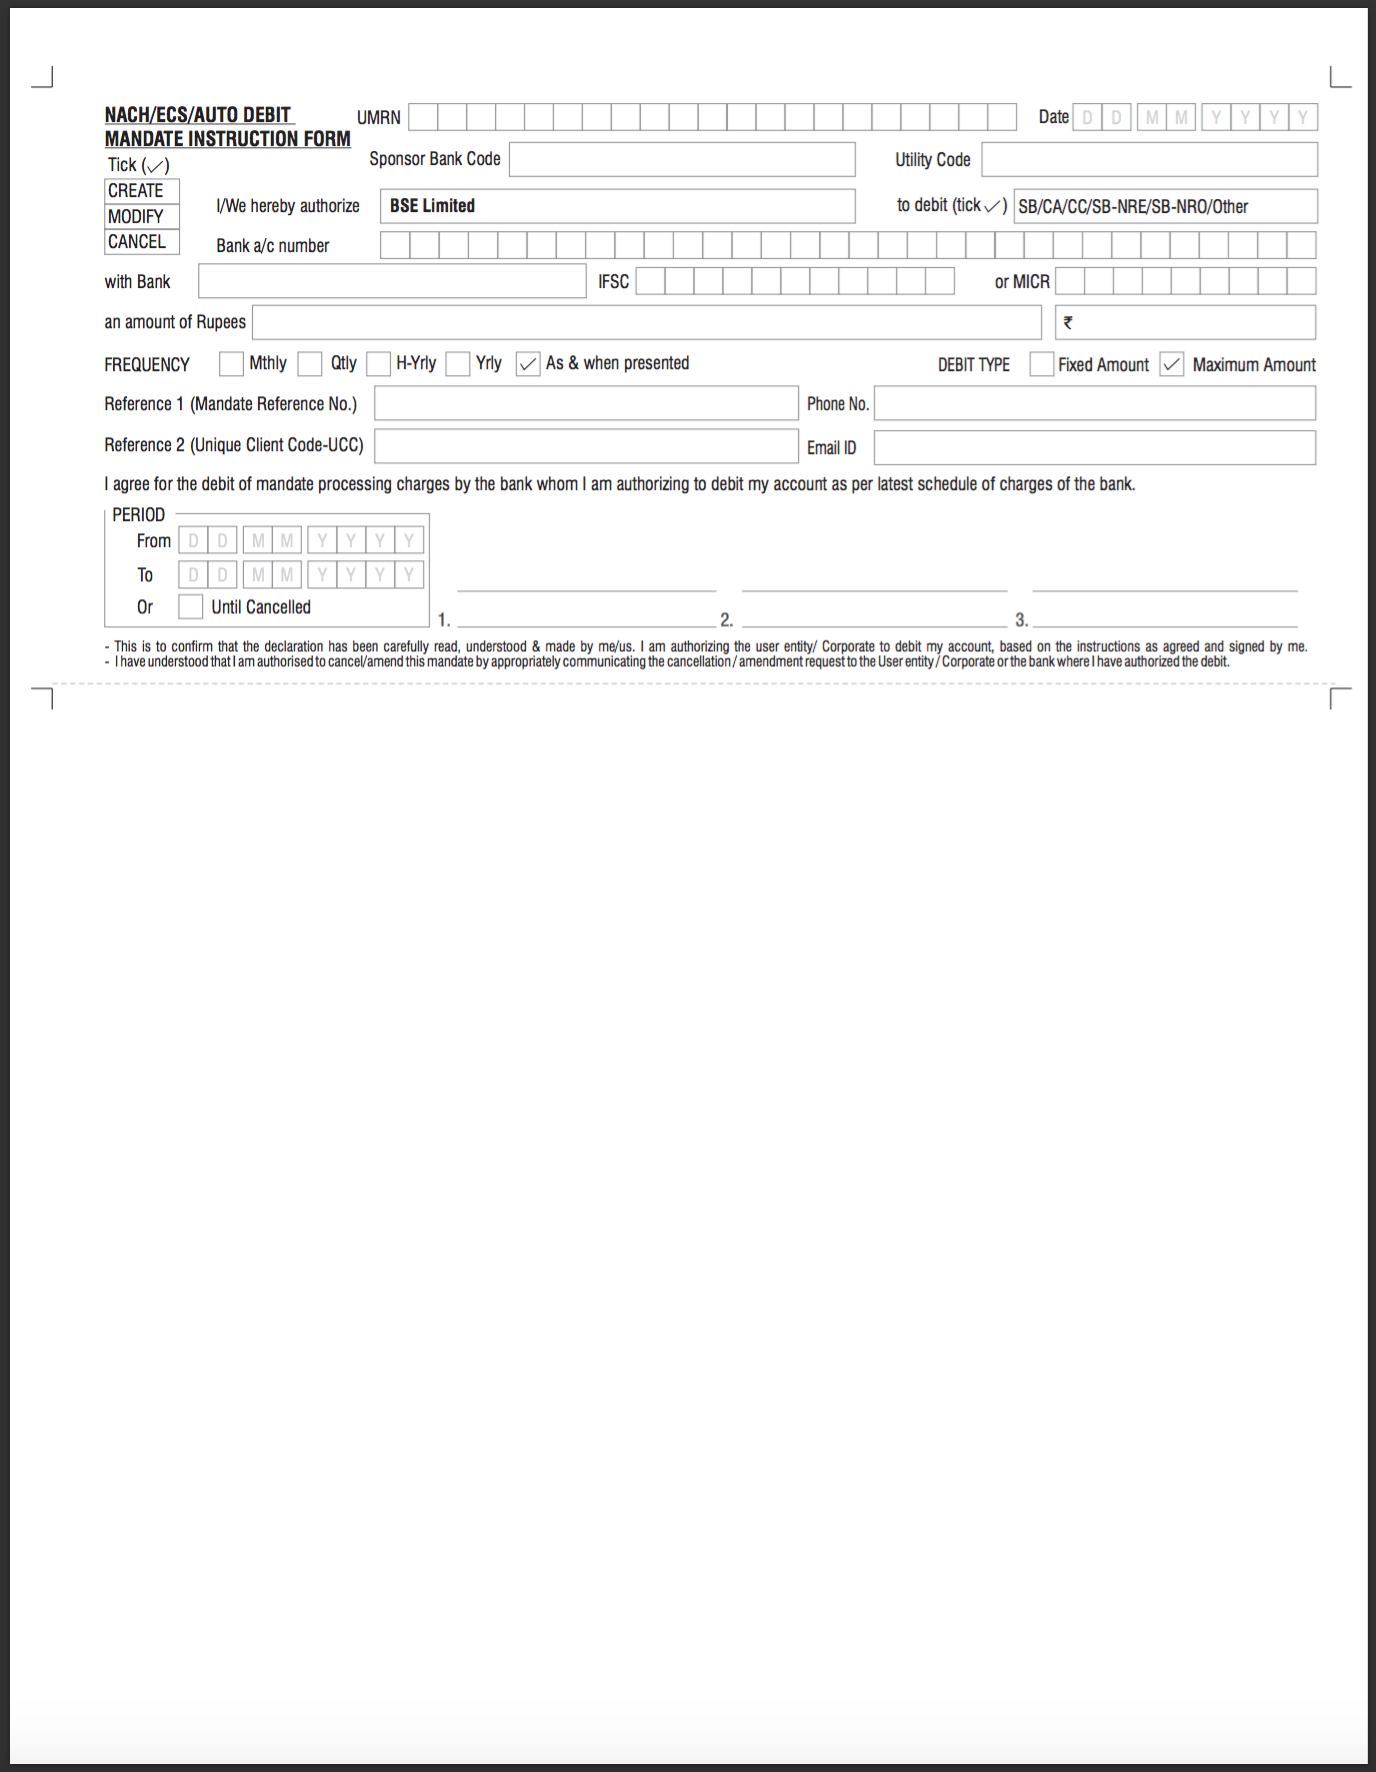 NACH/ECS/AUTO DEBIT
MANDATE INSTRUCTION FORM
UMRN
Date D D M M Y Y Y Y
Tick (✓)
Sponsor Bank Code
Utility Code
CREATE
MODIFY
CANCEL
I/We hereby authorize BSE Limited to debit (tick ✓) SB/CA/CC/SB-NRE/SB-NRO/Other
Bank a/c number
with Bank IFSC or MICR
an amount of Rupees ₹
FREQUENCY Mthly Qtly H-Yrly Yrly ✓ As & when presented DEBIT TYPE Fixed Amount ✓ Maximum Amount
Reference 1 (Mandate Reference No.) Phone No.
Reference 2 (Unique Client Code-UCC) Email ID
I agree for the debit of mandate processing charges by the bank whom I am authorizing to debit my account as per latest schedule of charges of the bank.
PERIOD
From D D M M Y Y Y Y
To D D M M Y Y Y Y
Or Until Cancelled
1. 2. 3.
- This is to confirm that the declaration has been carefully read, understood & made by me/us. I am authorizing the user entity/ Corporate to debit my account, based on the instructions as agreed and signed by me.
- I have understood that I am authorised to cancel/amend this mandate by appropriately communicating the cancellation / amendment request to the User entity / Corporate or the bank where I have authorized the debit.